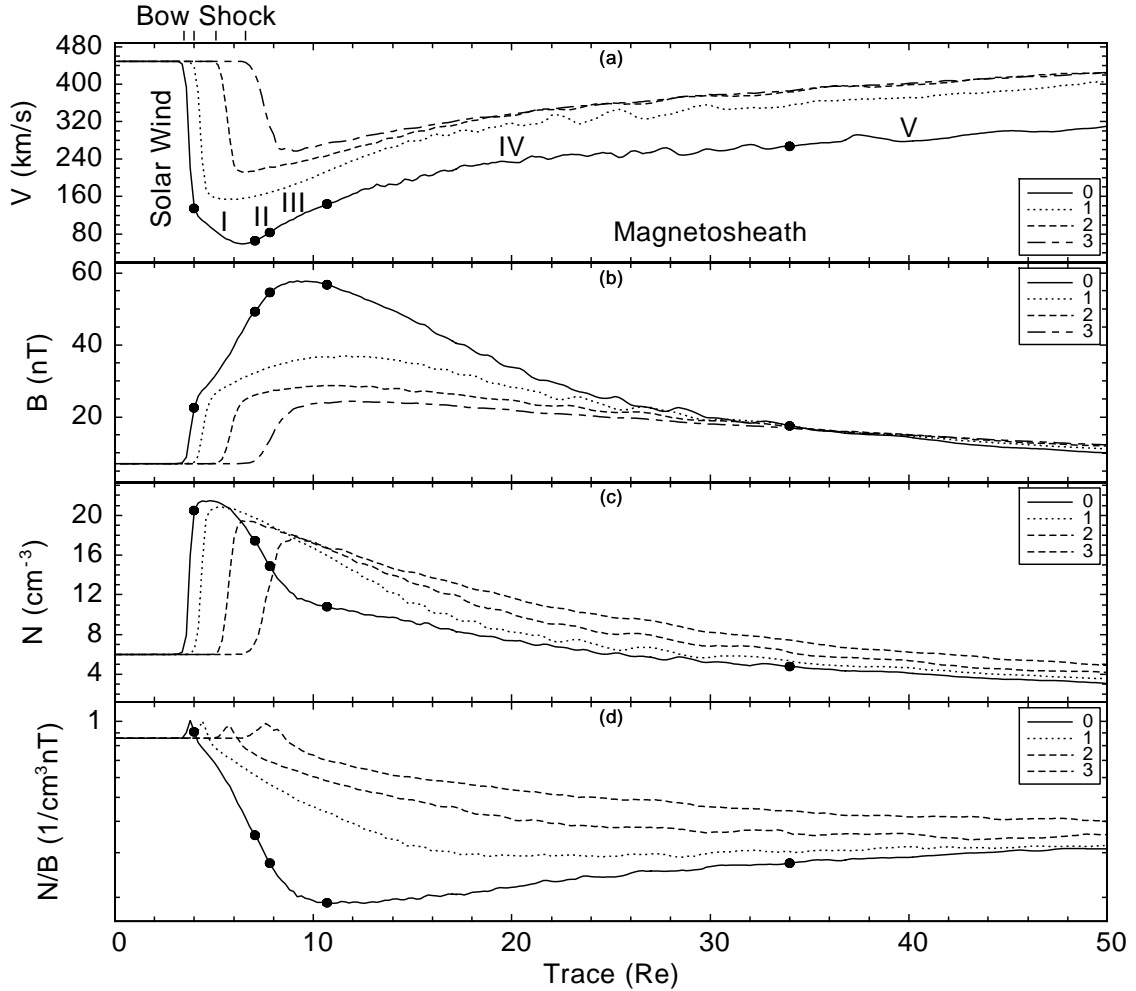 Bow Shock
(a)
480
400
320
240
160
80
V (km/s)
Solar Wind
I
II
III
IV
V
Magnetosheath
0
1
2
3
(b)
60
40
20
B (nT)
0
1
2
3
(c)
20
16
12
8
4
N (cm⁻³)
0
1
2
3
(d)
1
N/B (1/cm³nT)
0
1
2
3
0 10 20 30 40 50
Trace (Re)